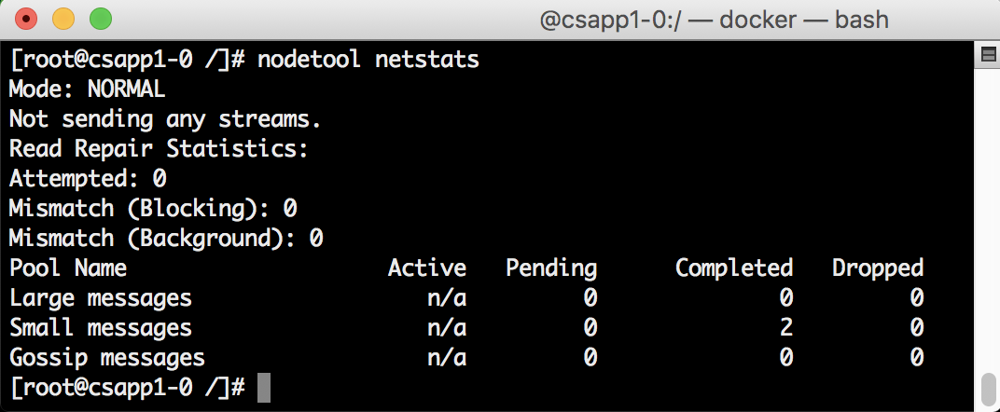 @csapp1-0:/ — docker — bash
[root@csapp1-0 /]# nodetool netstats
Mode: NORMAL
Not sending any streams.
Read Repair Statistics:
Attempted: 0
Mismatch (Blocking): 0
Mismatch (Background): 0
Pool Name                    Active   Pending      Completed   Dropped
Large messages                  n/a         0              0         0
Small messages                  n/a         0              2         0
Gossip messages                 n/a         0              0         0
[root@csapp1-0 /]#